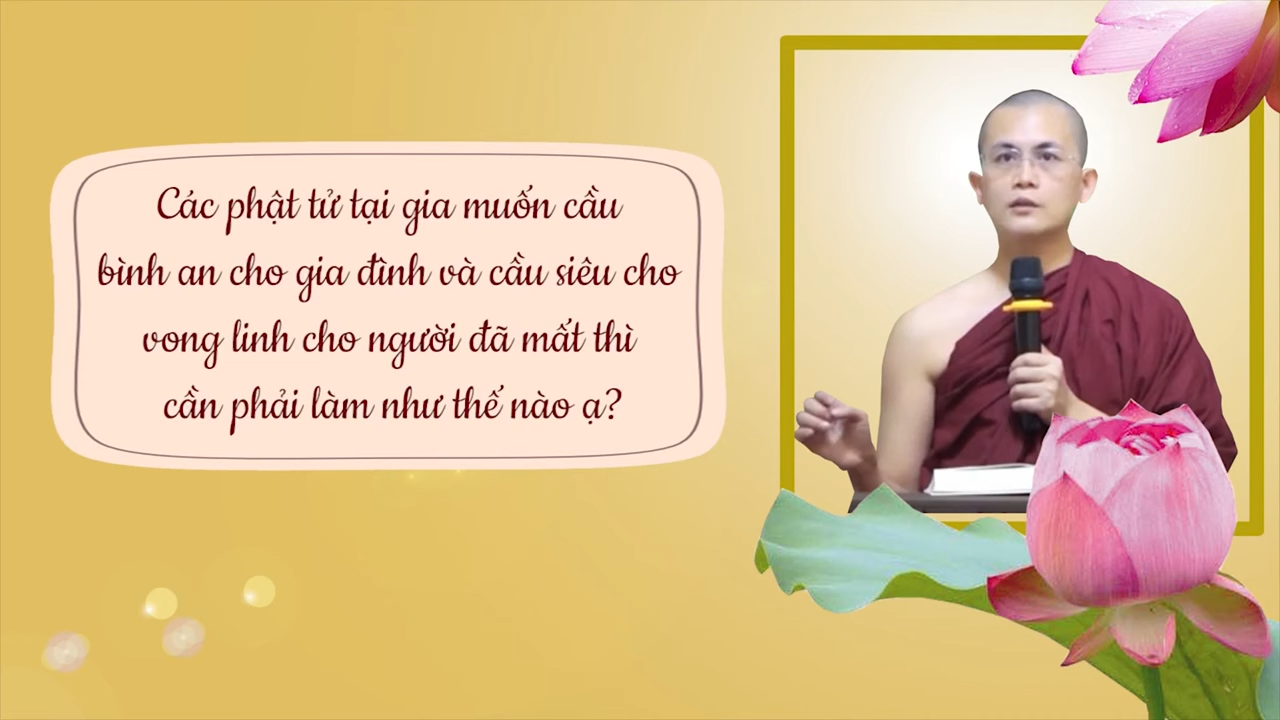 Các phật tử tại gia muốn cầu
bình an cho gia đình và cầu siêu cho
vong linh cho người đã mất thì
cần phải làm như thế nào ạ?